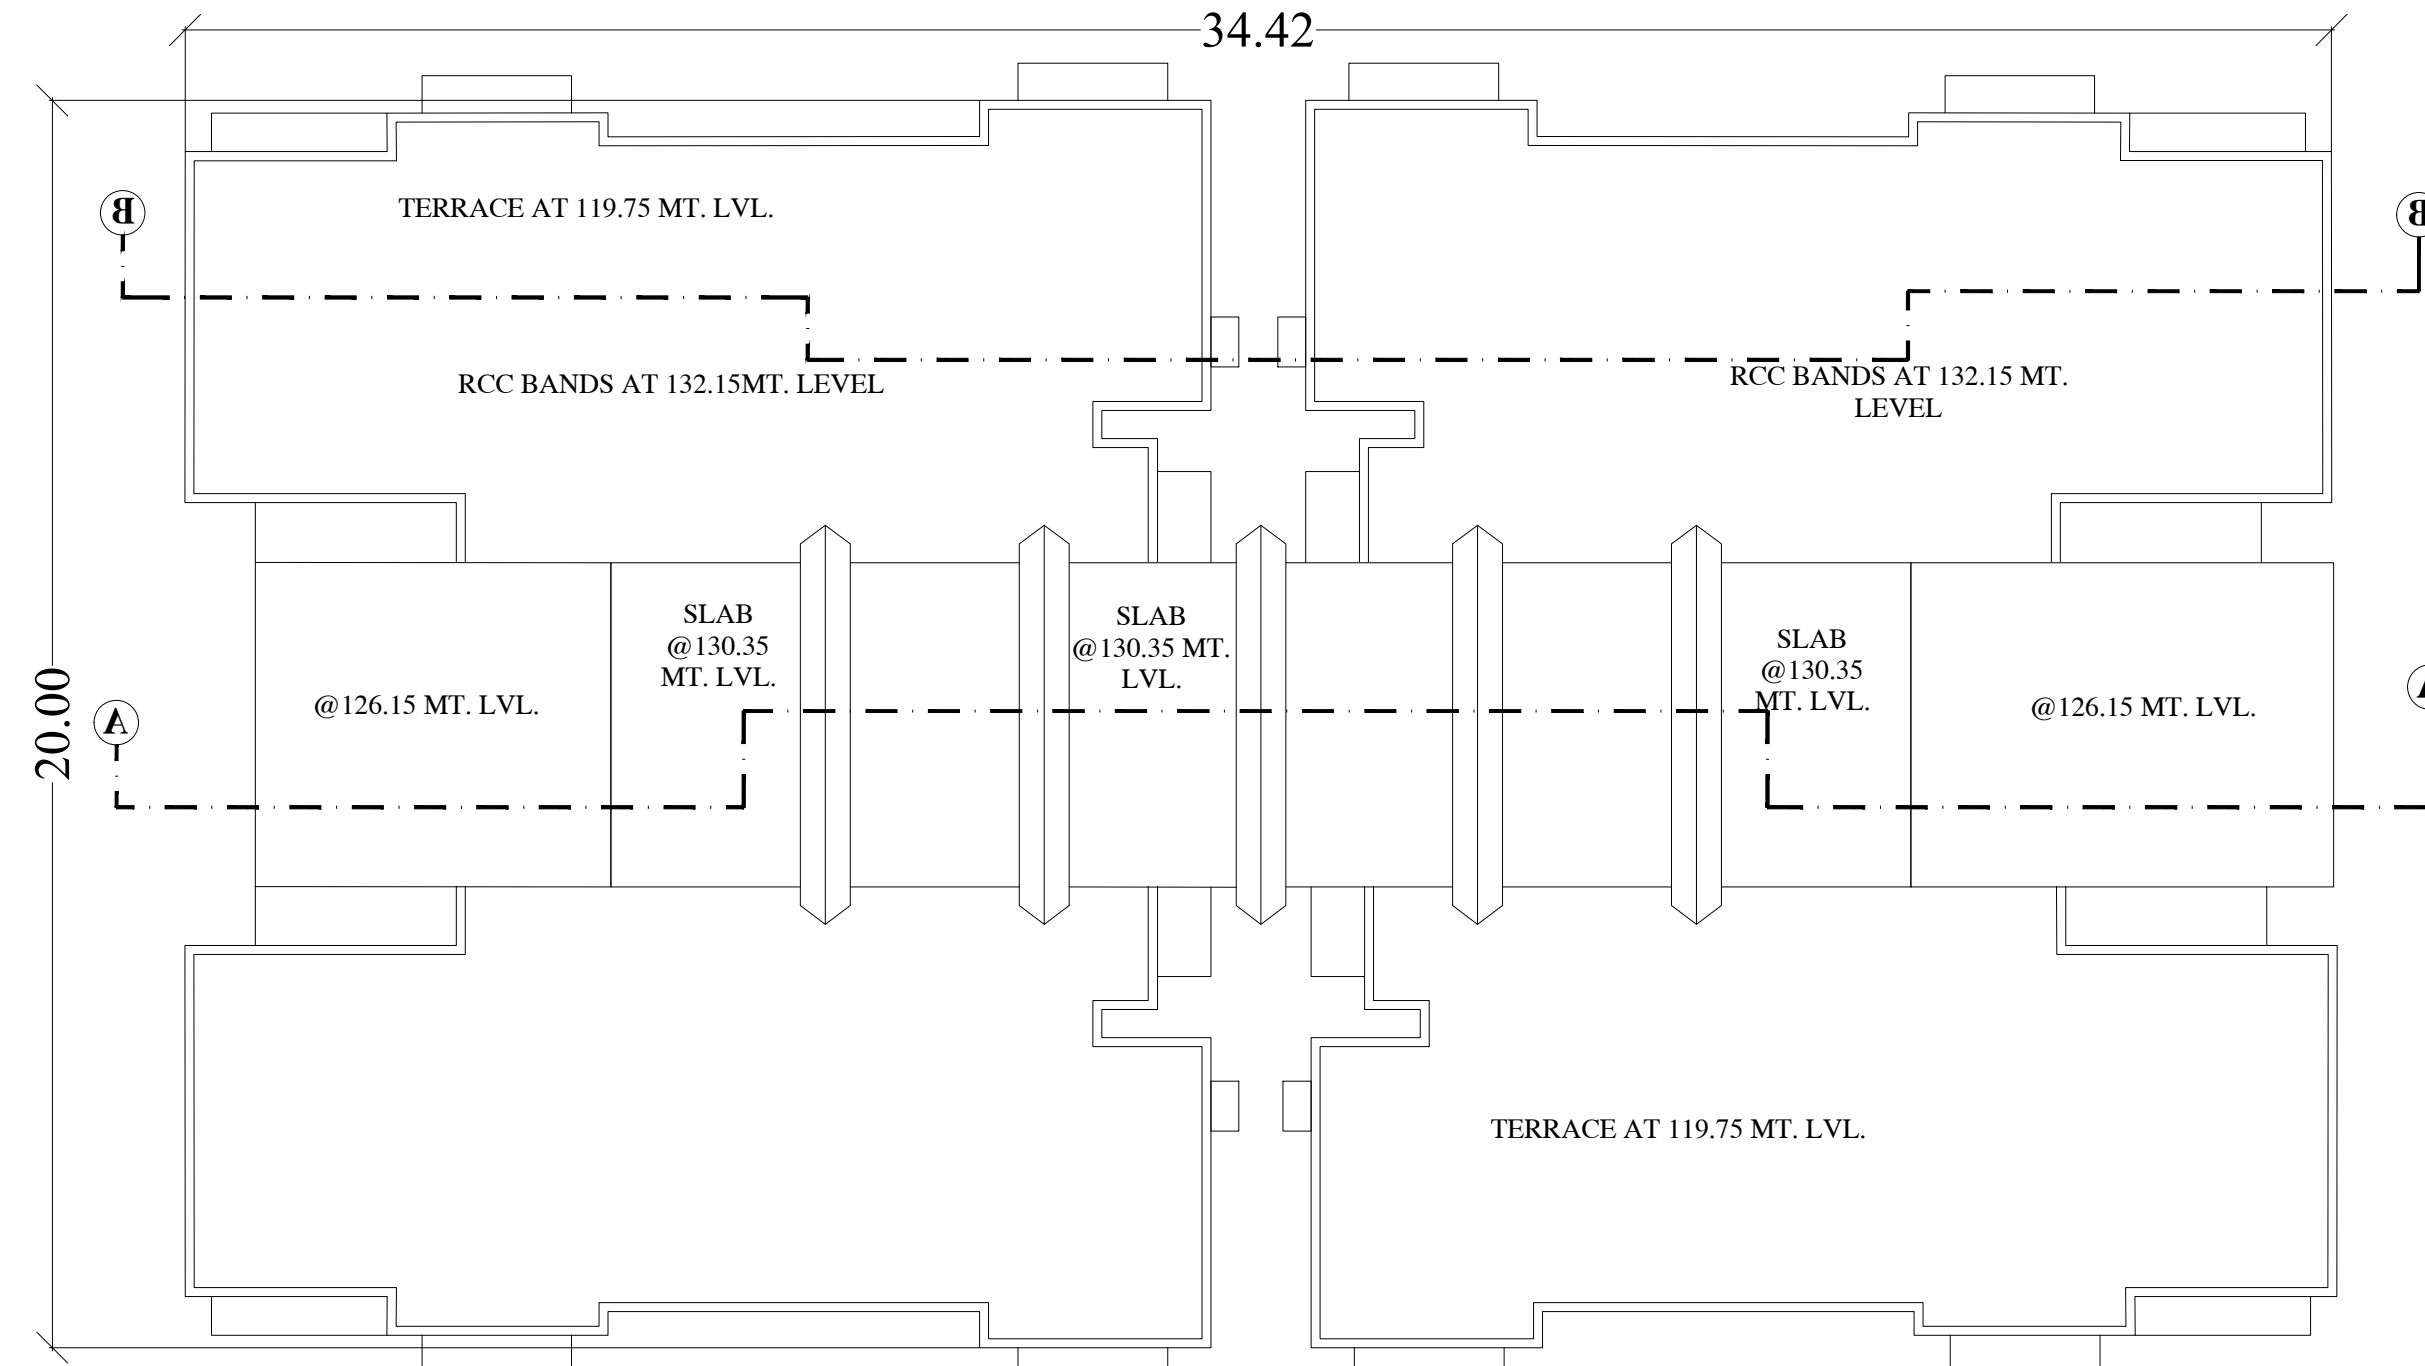 34.42
TERRACE AT 119.75 MT. LVL.
B
B
RCC BANDS AT 132.15MT. LEVEL
RCC BANDS AT 132.15 MT.
LEVEL
SLAB
@130.35
MT. LVL.
SLAB
@130.35 MT.
LVL.
SLAB
@130.35
MT. LVL.
@126.15 MT. LVL.
@126.15 MT. LVL.
A
A
20.00
TERRACE AT 119.75 MT. LVL.